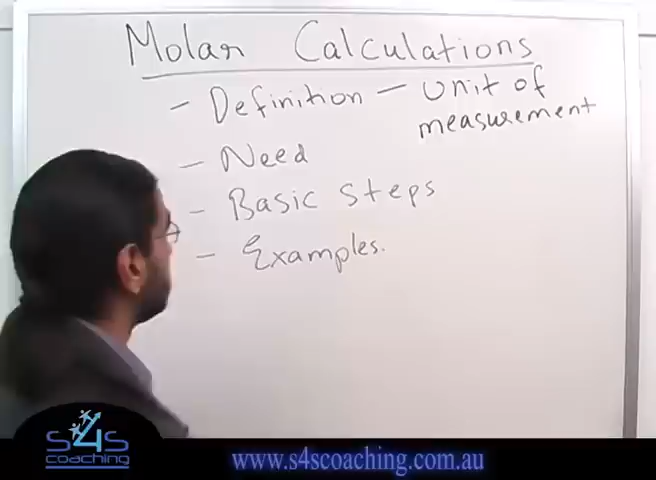 Molar Calculations
- Definition - Unit of
measurement
- Need
- Basic steps
- Examples.
S4S
coaching
www.s4scoaching.com.au